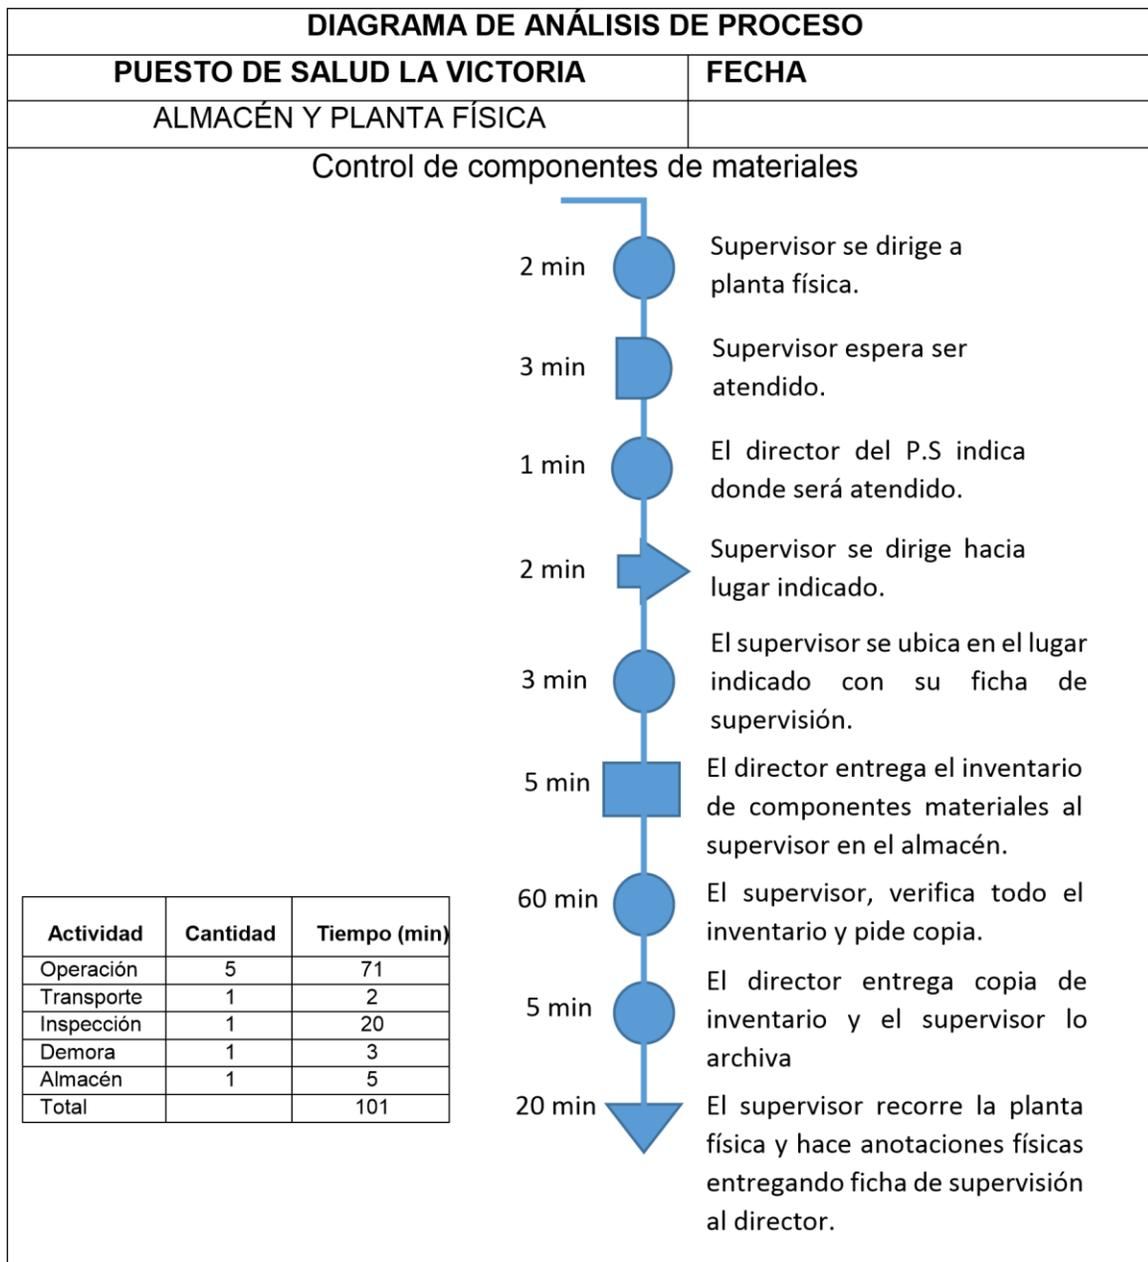 DIAGRAMA DE ANÁLISIS DE PROCESO
PUESTO DE SALUD LA VICTORIA FECHA
ALMACÉN Y PLANTA FÍSICA
Control de componentes de materiales
2 min
Supervisor se dirige a
planta física.
3 min
Supervisor espera ser
atendido.
1 min
El director del P.S indica
donde será atendido.
2 min
Supervisor se dirige hacia
lugar indicado.
3 min
El supervisor se ubica en el lugar
indicado con su ficha de
supervisión.
5 min
El director entrega el inventario
de componentes materiales al
supervisor en el almacén.
60 min
El supervisor, verifica todo el
inventario y pide copia.
5 min
El director entrega copia de
inventario y el supervisor lo
archiva
20 min
El supervisor recorre la planta
física y hace anotaciones físicas
entregando ficha de supervisión
al director.
Actividad Cantidad Tiempo (min)
Operación 5 71
Transporte 1 2
Inspección 1 20
Demora 1 3
Almacén 1 5
Total 101